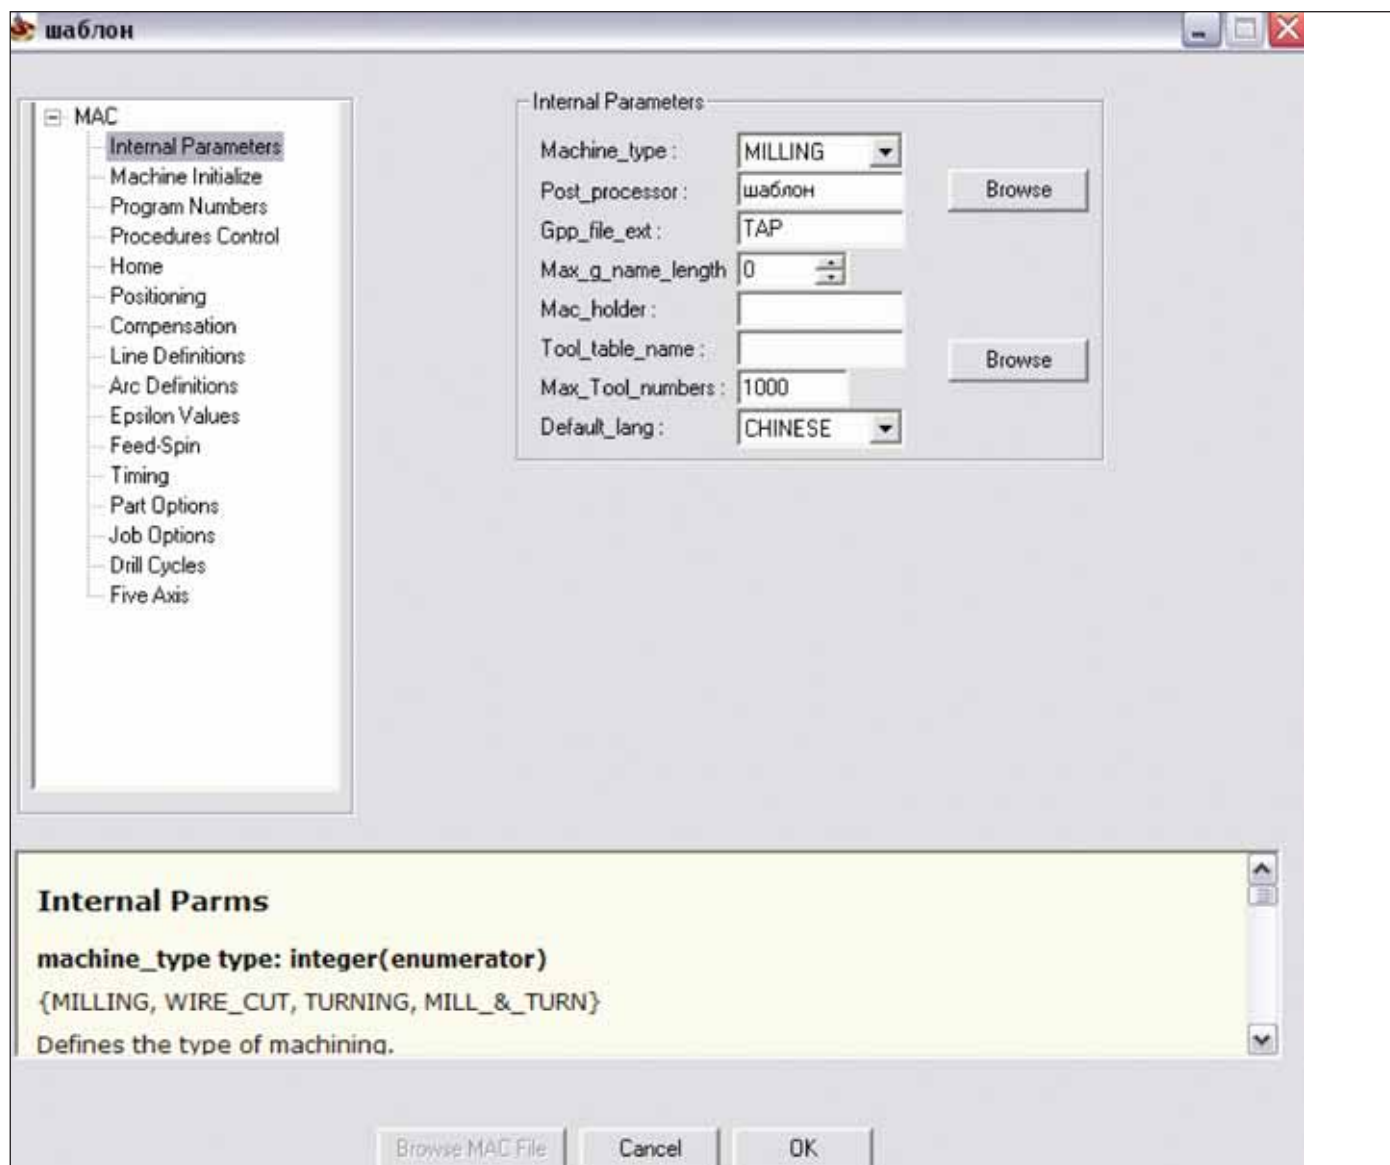 шаблон
MAC
Internal Parameters
Machine Initialize
Program Numbers
Procedures Control
Home
Positioning
Compensation
Line Definitions
Arc Definitions
Epsilon Values
Feed-Spin
Timing
Part Options
Job Options
Drill Cycles
Five Axis
Internal Parameters
Machine_type : MILLING
Post_processor : шаблон Browse
Gpp_file_ext : TAP
Max_g_name_length 0
Mac_holder :
Tool_table_name : Browse
Max_Tool_numbers : 1000
Default_lang : CHINESE
Internal Parms
machine_type type: integer(enumerator)
{MILLING, WIRE_CUT, TURNING, MILL_&_TURN}
Defines the type of machining.
Browse MAC File Cancel OK